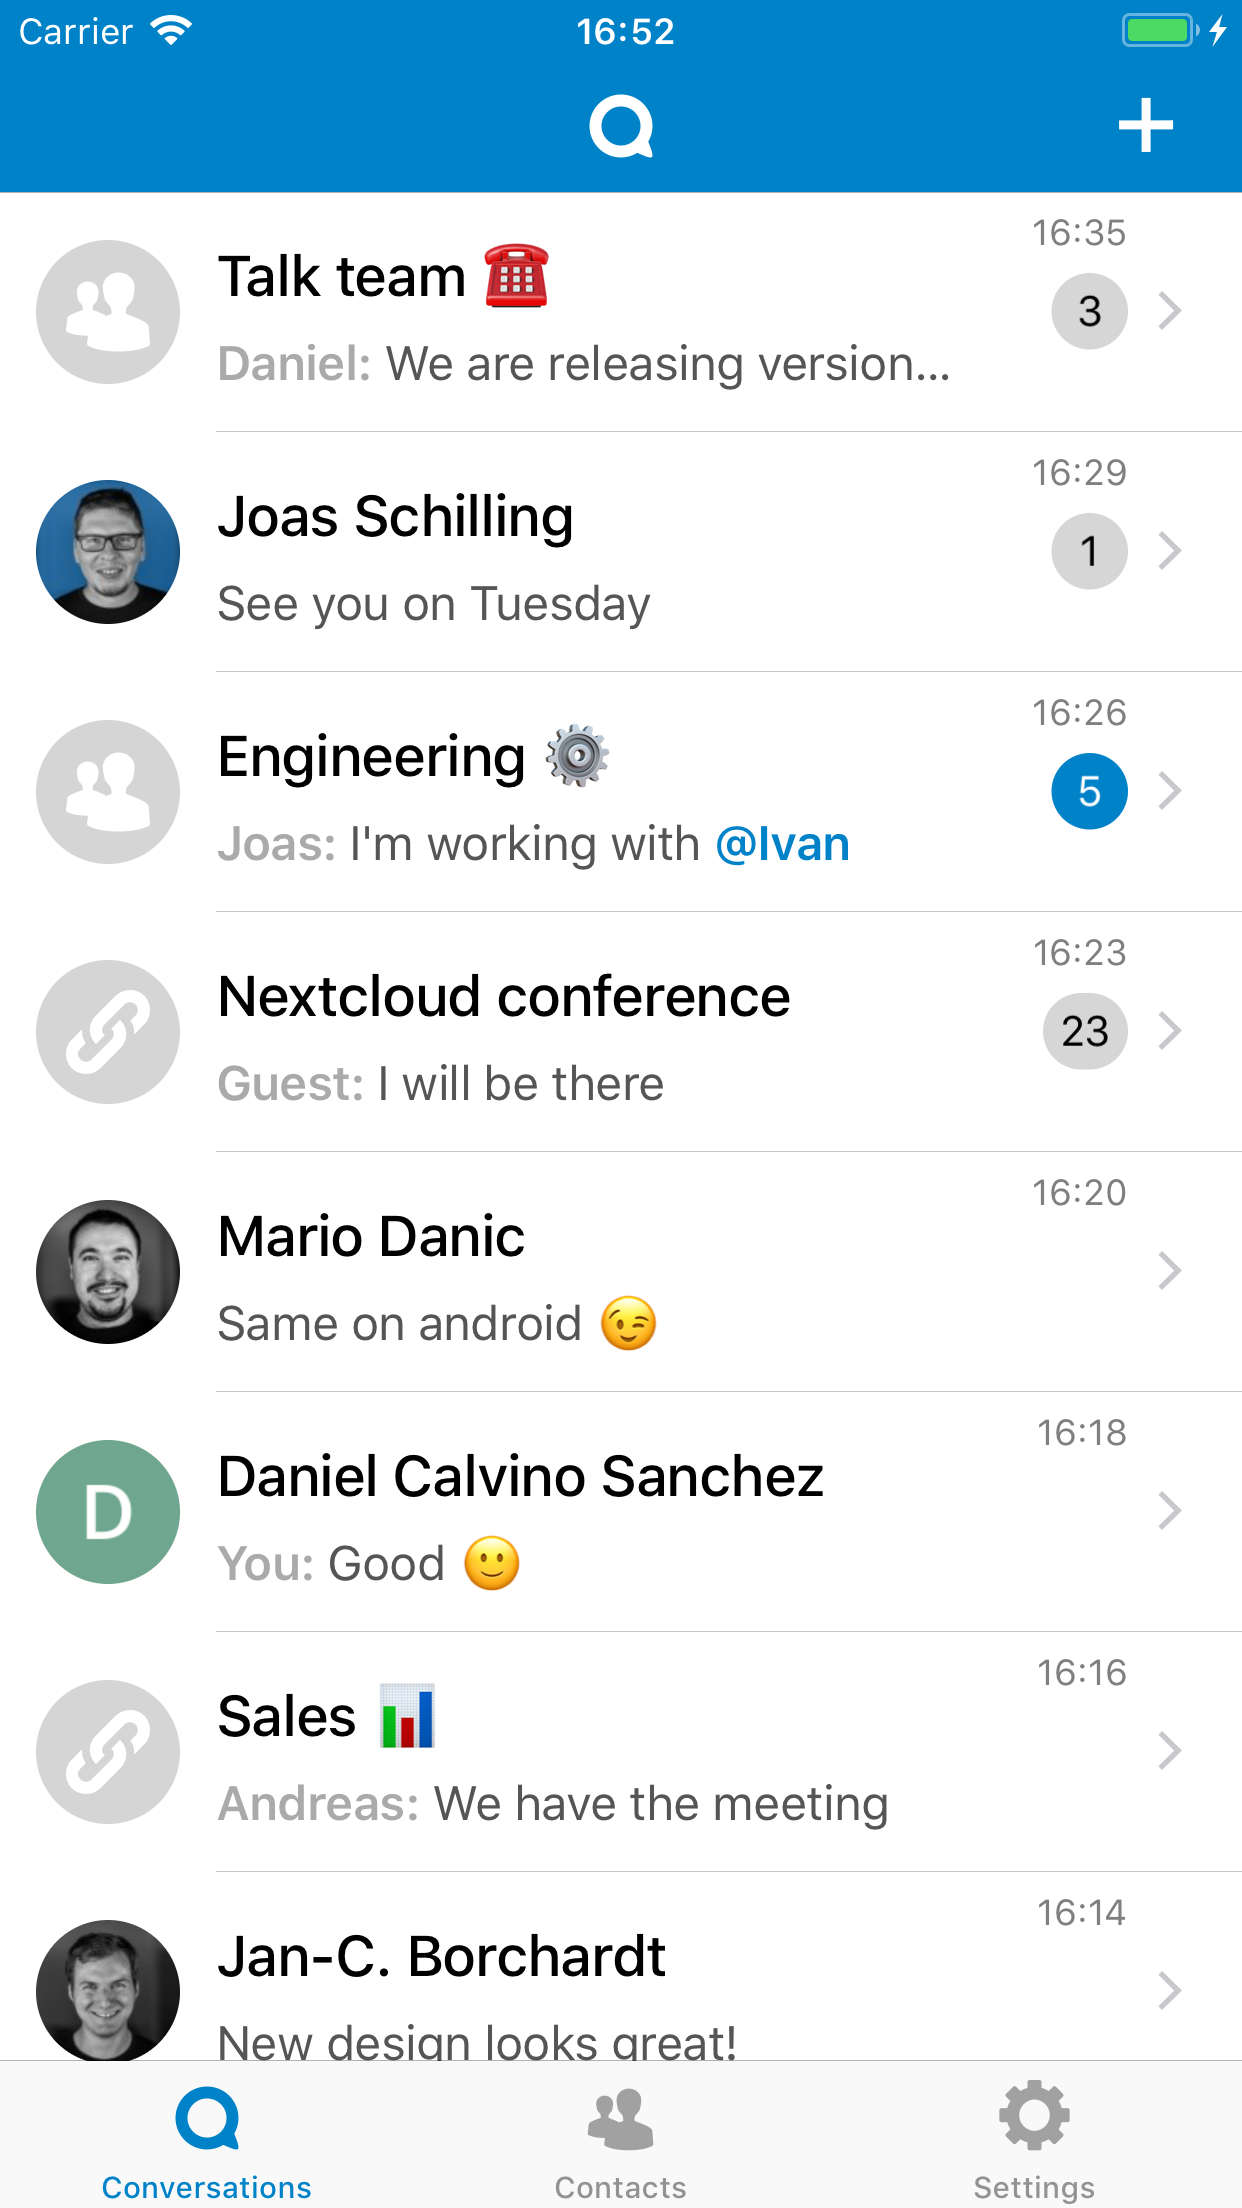 Carrier 16:52
16:35
Talk team ☎️
3
Daniel: We are releasing version...
16:29
Joas Schilling
1
See you on Tuesday
16:26
Engineering ⚙️
5
Joas: I'm working with @Ivan
16:23
Nextcloud conference
23
Guest: I will be there
16:20
Mario Danic
Same on android 😉
16:18
D
Daniel Calvino Sanchez
You: Good 🙂
16:16
Sales 📊
Andreas: We have the meeting
16:14
Jan-C. Borchardt
New design looks great!
Conversations Contacts Settings